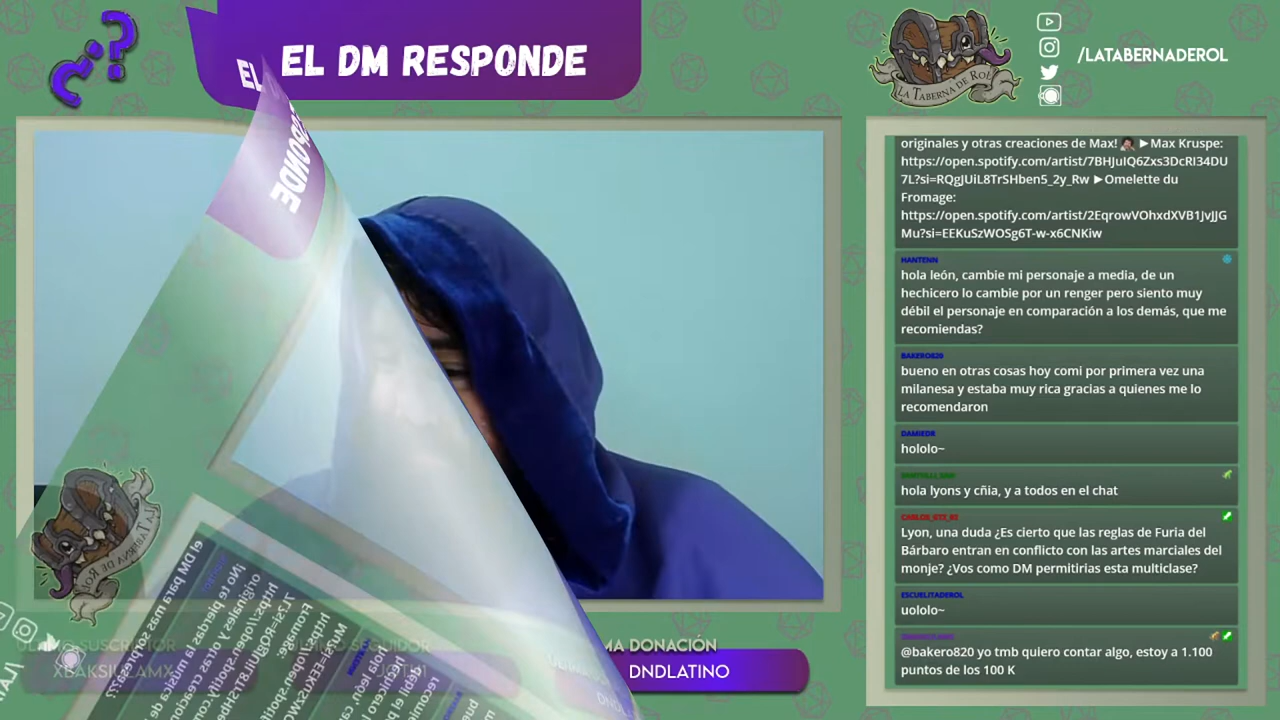 EL DM RESPONDE
EL
LA TABERNA DE ROL
/LATABERNADEROL
originales y otras creaciones de Max! ►Max Kruspe:
https://open.spotify.com/artist/7BHJuIQ6Zxs3DcRI34DU
7L?si=RQgJUiL8TrSHben5_2y_Rw ►Omelette du
Fromage:
https://open.spotify.com/artist/2EqrowVOhxdXVB1JvJJG
Mu?si=EEKuSzWOSg6T-w-x6CNKiw
HANTENN
hola león, cambie mi personaje a media, de un
hechicero lo cambie por un renger pero siento muy
débil el personaje en comparación a los demás, que me
recomiendas?
BAKERO820
bueno en otras cosas hoy comi por primera vez una
milanesa y estaba muy rica gracias a quienes me lo
recomendaron
DAMIEDR
hololo~
hola lyons y cñia, y a todos en el chat
Lyon, una duda ¿Es cierto que las reglas de Furia del
Bárbaro entran en conflicto con las artes marciales del
monje? ¿Vos como DM permitirias esta multiclase?
ESCUELITADEROL
uololo~
@bakero820 yo tmb quiero contar algo, estoy a 1.100
puntos de los 100 K
MA DONACIÓN
DNDLATINO